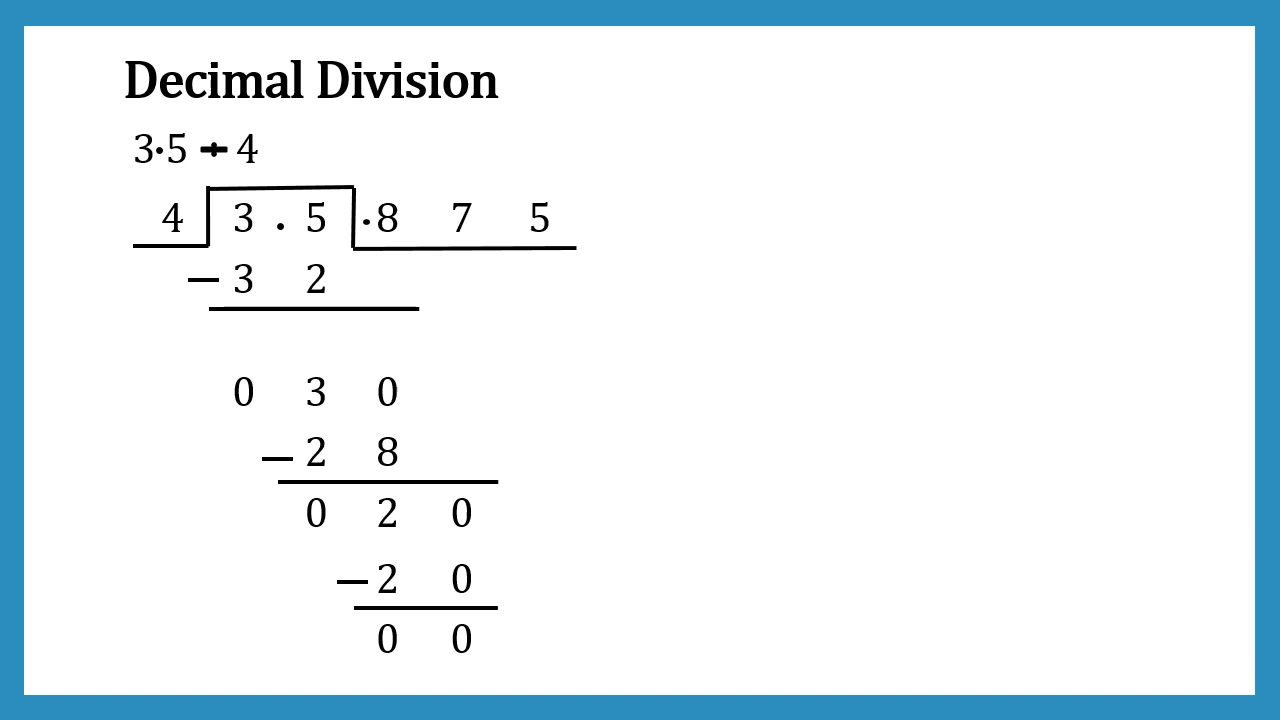 Decimal Division
3·5 ÷ 4
4 3 . 5 ·8 7 5
– 3 2
0 3 0
– 2 8
0 2 0
– 2 0
0 0